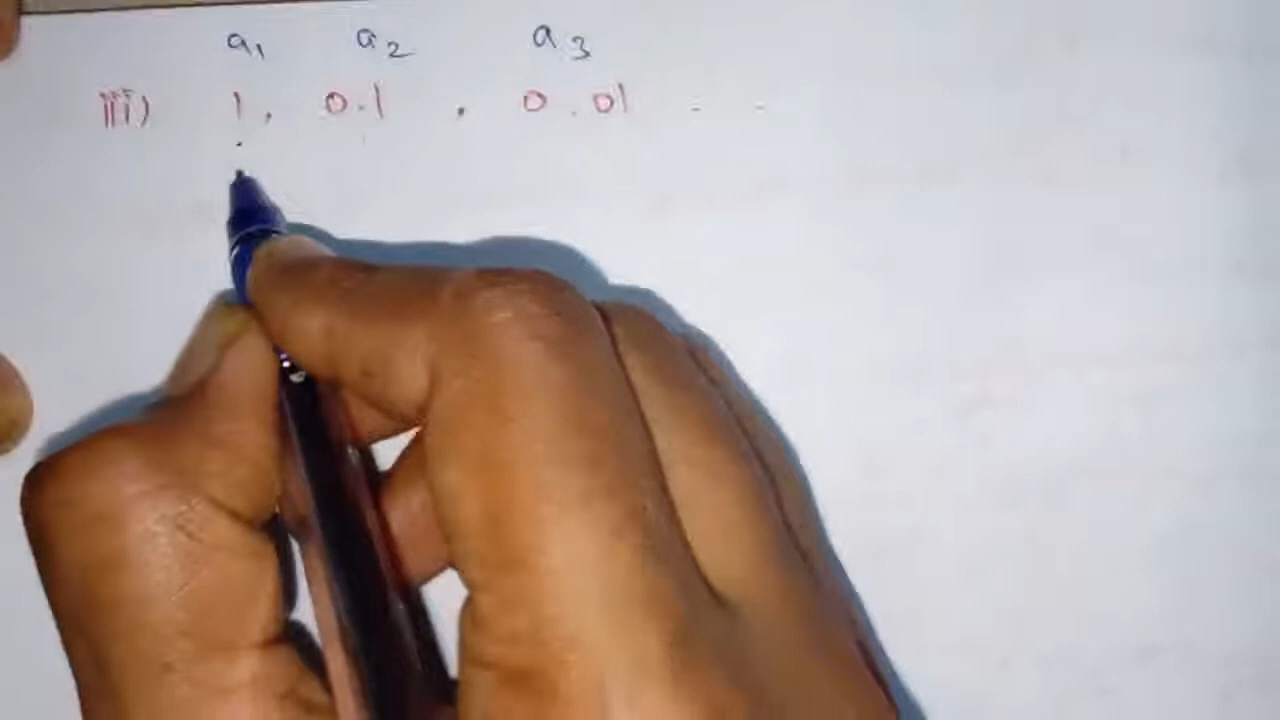 a₁ a₂ a₃
iii) 1, 0.1 , 0.01 - -